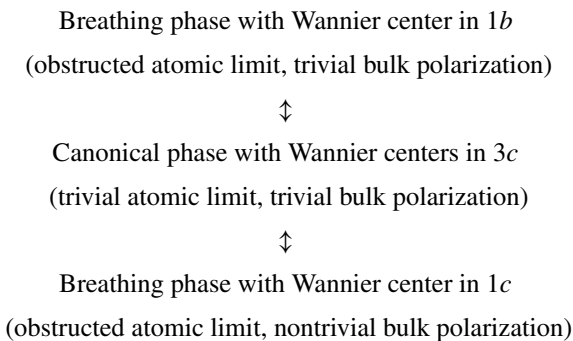 Breathing phase with Wannier center in 1b
(obstructed atomic limit, trivial bulk polarization)
↕
Canonical phase with Wannier centers in 3c
(trivial atomic limit, trivial bulk polarization)
↕
Breathing phase with Wannier center in 1c
(obstructed atomic limit, nontrivial bulk polarization)